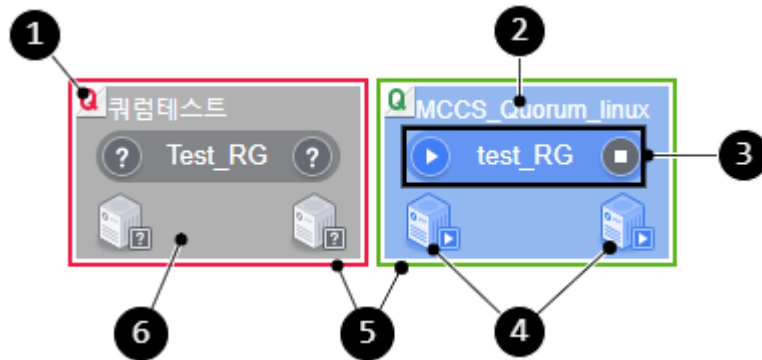 1
2
Q 쿼럼테스트
Q MCCS_Quorum_linux
? Test_RG ?
test_RG
3
? ?
6
5
4